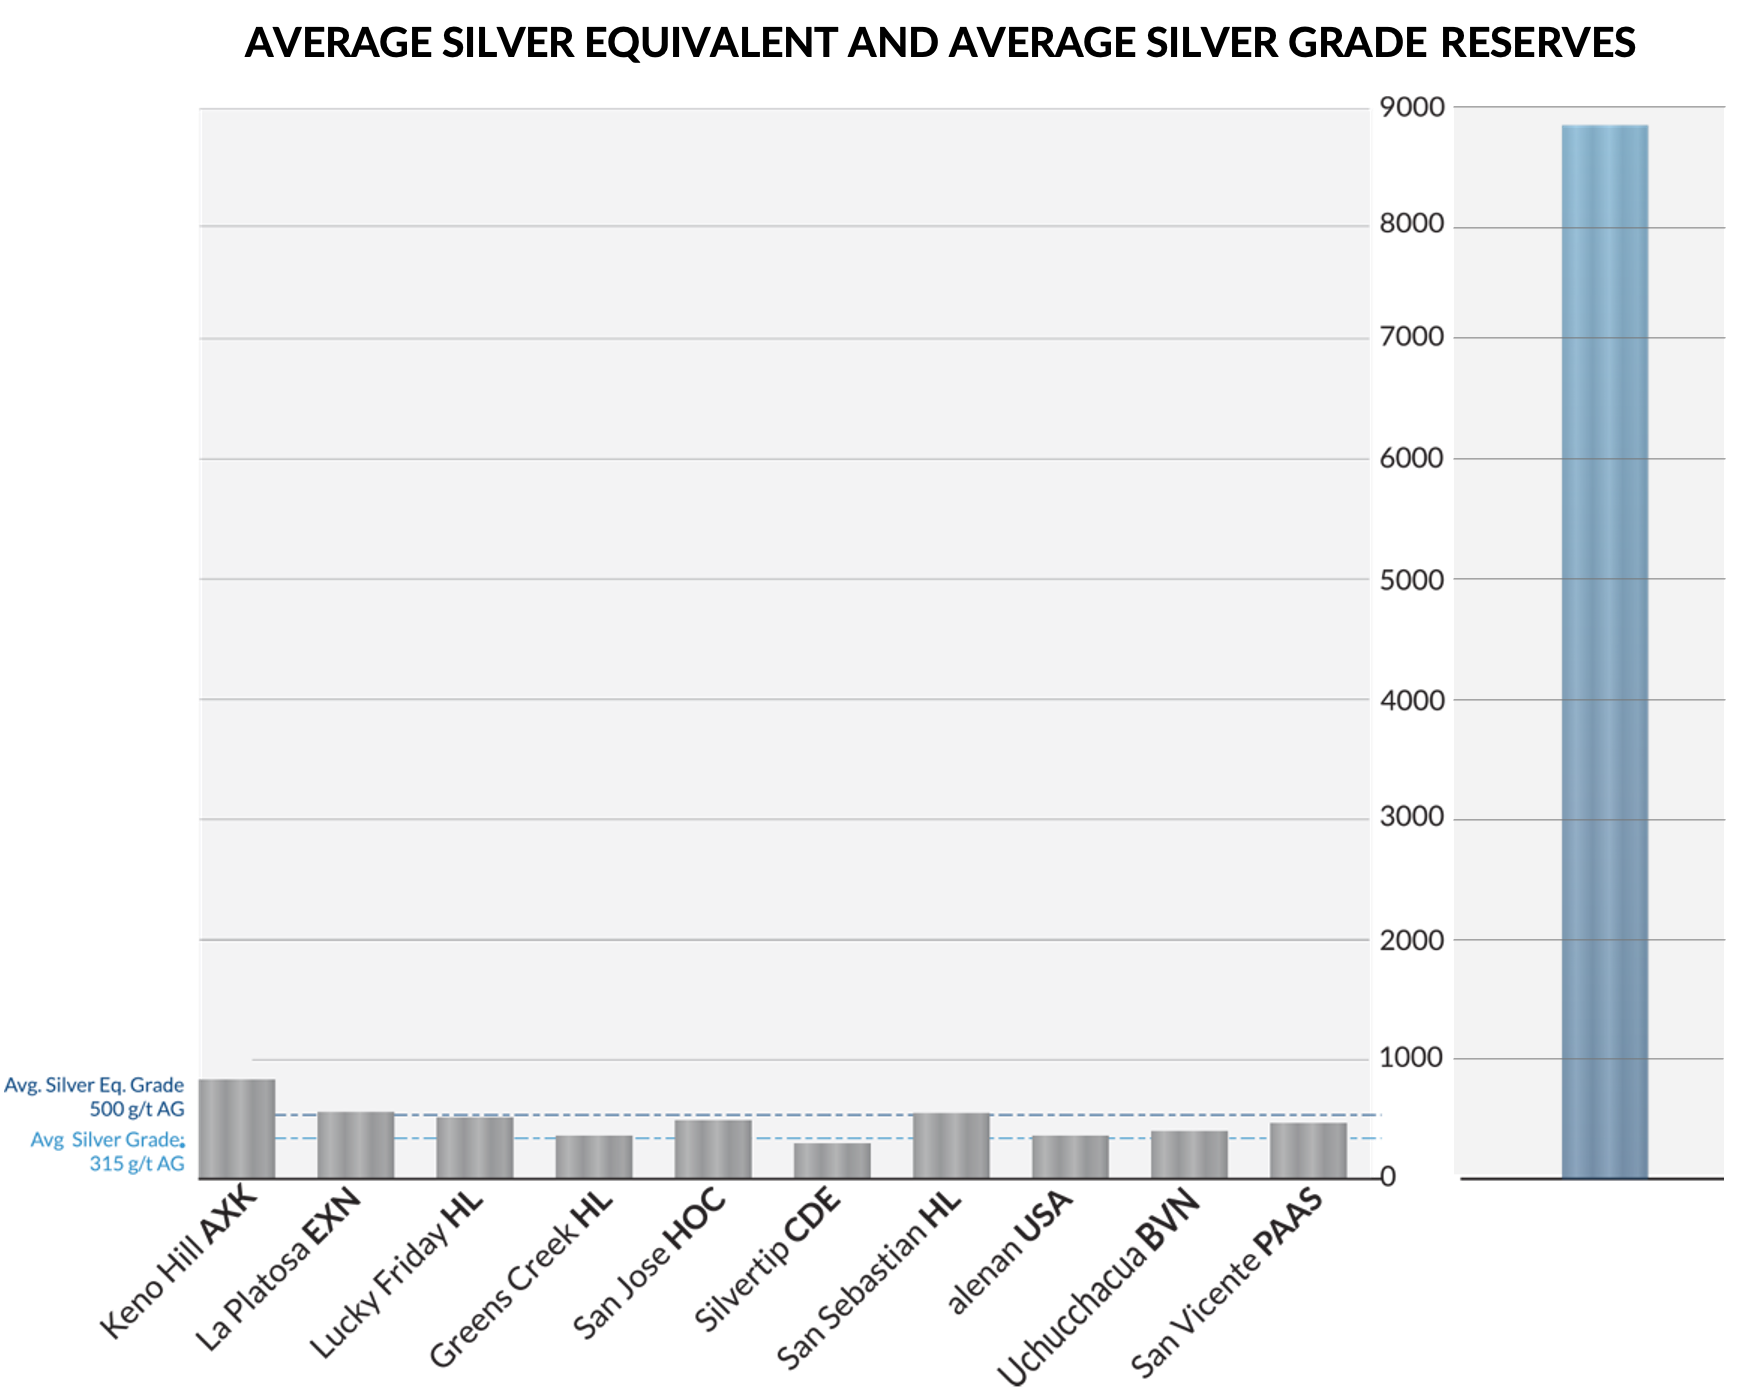 AVERAGE SILVER EQUIVALENT AND AVERAGE SILVER GRADE RESERVES
9000
8000
7000
6000
5000
4000
3000
2000
1000
0
Avg. Silver Eq. Grade
500 g/t AG
Avg Silver Grade:
315 g/t AG
Keno Hill AXK
La Platosa EXN
Lucky Friday HL
Greens Creek HL
San Jose HOC
Silvertip CDE
San Sebastian HL
alenan USA
Uchucchacua BVN
San Vicente PAAS